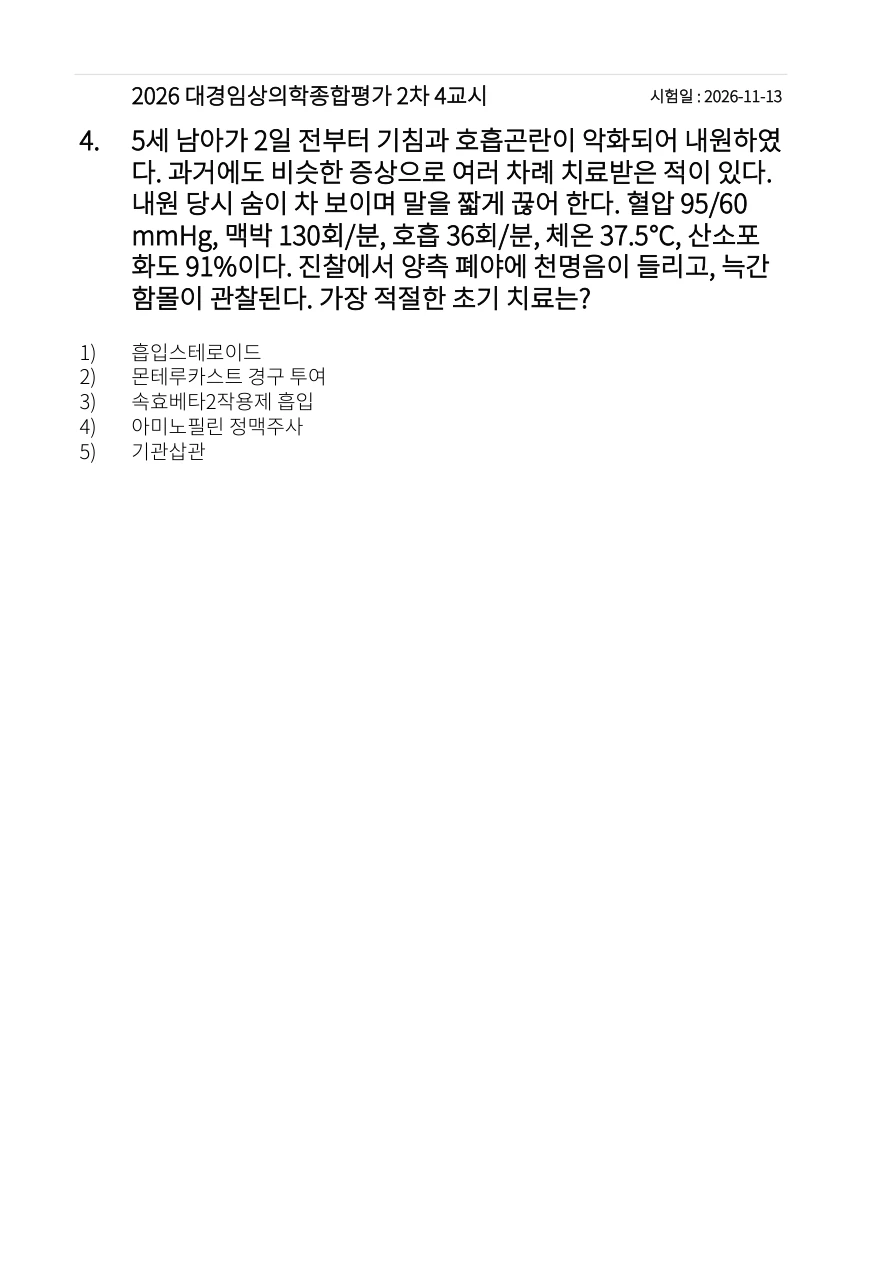 2026 대경임상의학종합평가 2차 4교시 시험일 : 2026-11-13
4. 5세 남아가 2일 전부터 기침과 호흡곤란이 악화되어 내원하였
다. 과거에도 비슷한 증상으로 여러 차례 치료받은 적이 있다.
내원 당시 숨이 차 보이며 말을 짧게 끊어 한다. 혈압 95/60
mmHg, 맥박 130회/분, 호흡 36회/분, 체온 37.5℃, 산소포
화도 91%이다. 진찰에서 양측 폐야에 천명음이 들리고, 늑간
함몰이 관찰된다. 가장 적절한 초기 치료는?
1) 흡입스테로이드
2) 몬테루카스트 경구 투여
3) 속효베타2작용제 흡입
4) 아미노필린 정맥주사
5) 기관삽관